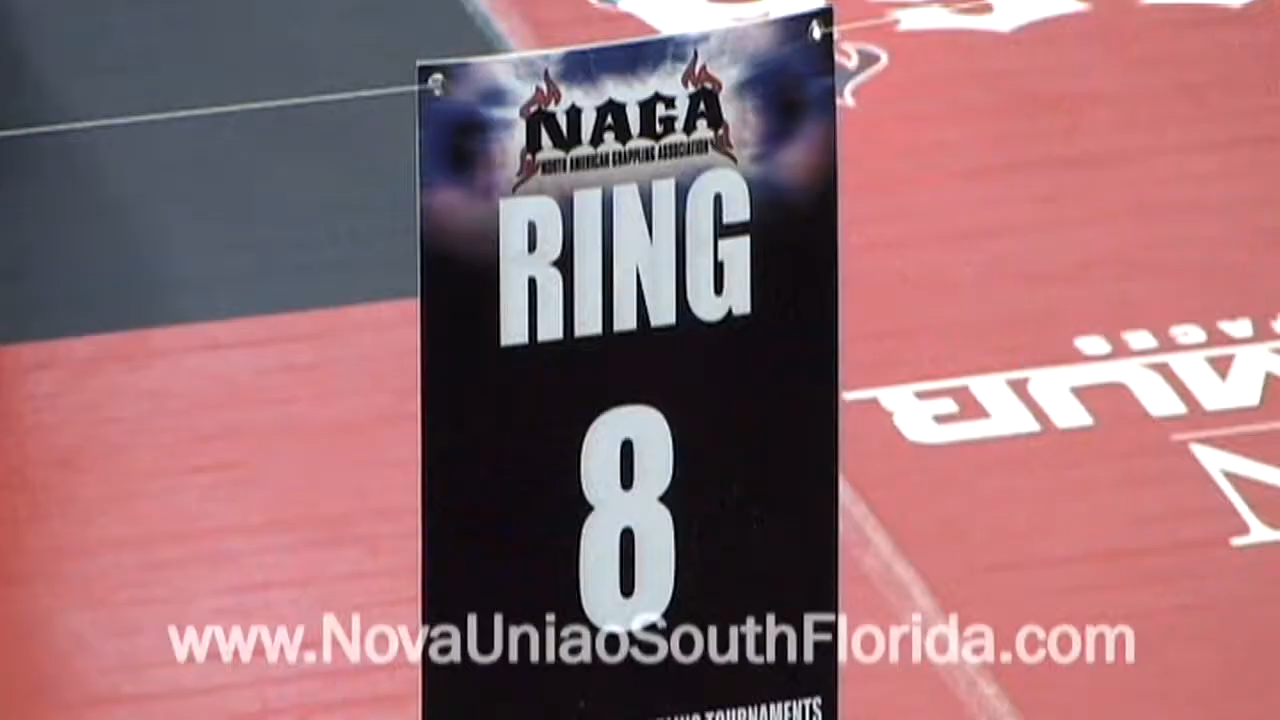 NAGA
NORTH AMERICAN GRAPPLING ASSOCIATION
RING
8
www.NovaUniaoSouthFlorida.com
TOURNAMENTS